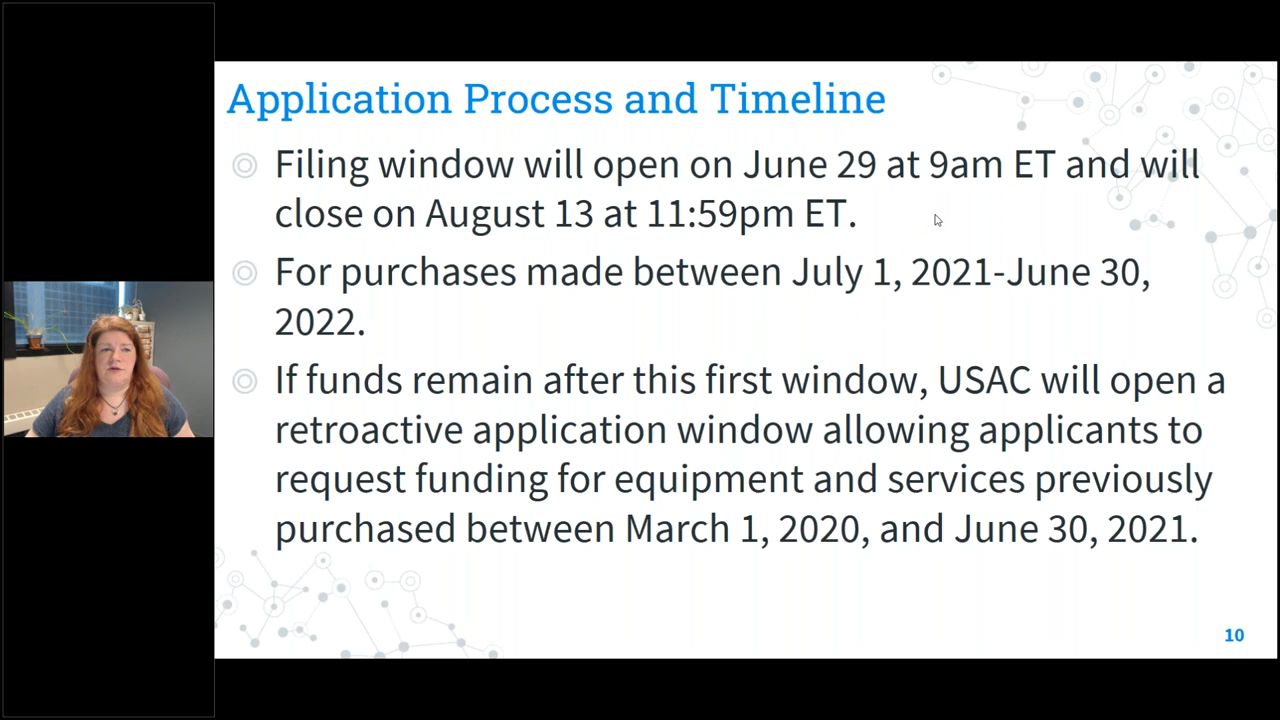 Application Process and Timeline
Filing window will open on June 29 at 9am ET and will
close on August 13 at 11:59pm ET.
For purchases made between July 1, 2021-June 30,
2022.
If funds remain after this first window, USAC will open a
retroactive application window allowing applicants to
request funding for equipment and services previously
purchased between March 1, 2020, and June 30, 2021.
10